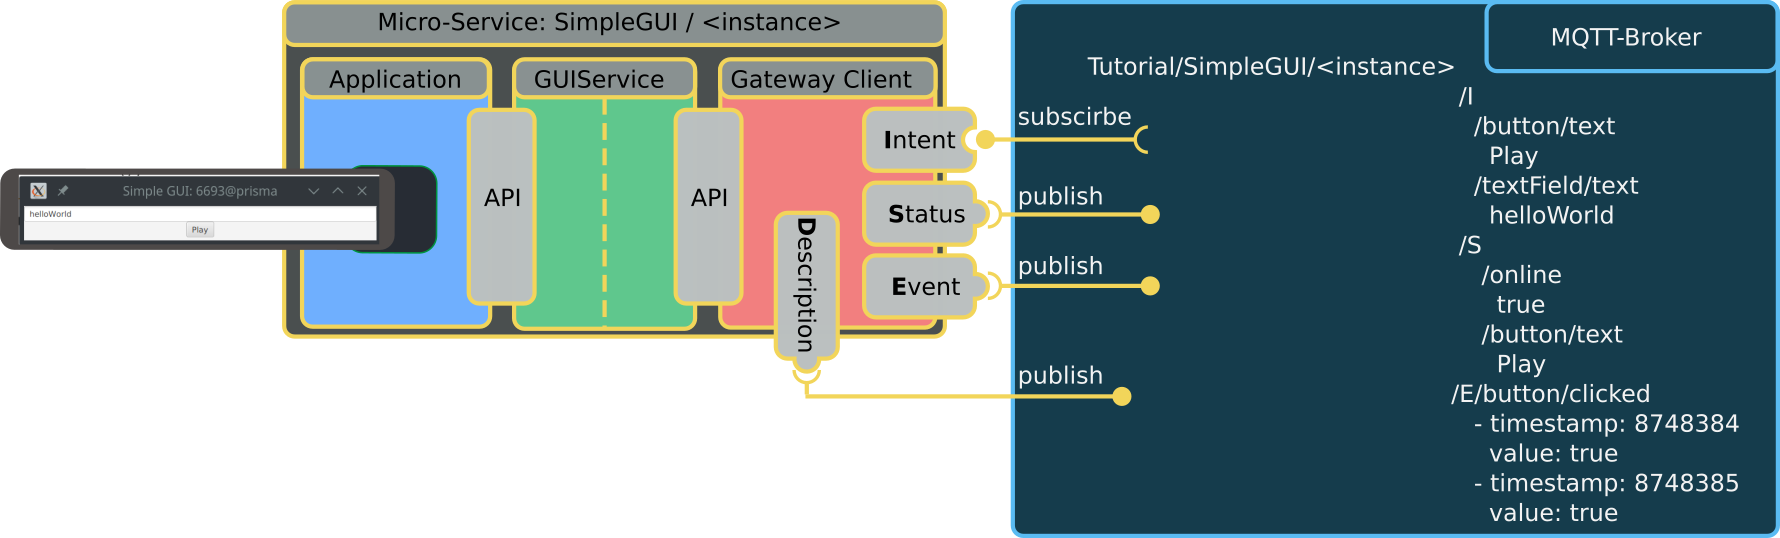 Micro-Service: SimpleGUI / <instance>
Application
GUIService
Gateway Client
API
API
Intent
Status
Event
Description
Simple GUI: 6693@prisma
helloWorld
Play
subscirbe
publish
publish
publish
MQTT-Broker
Tutorial/SimpleGUI/<instance>
/I
/button/text
Play
/textField/text
helloWorld
/S
/online
true
/button/text
Play
/E/button/clicked
- timestamp: 8748384
value: true
- timestamp: 8748385
value: true